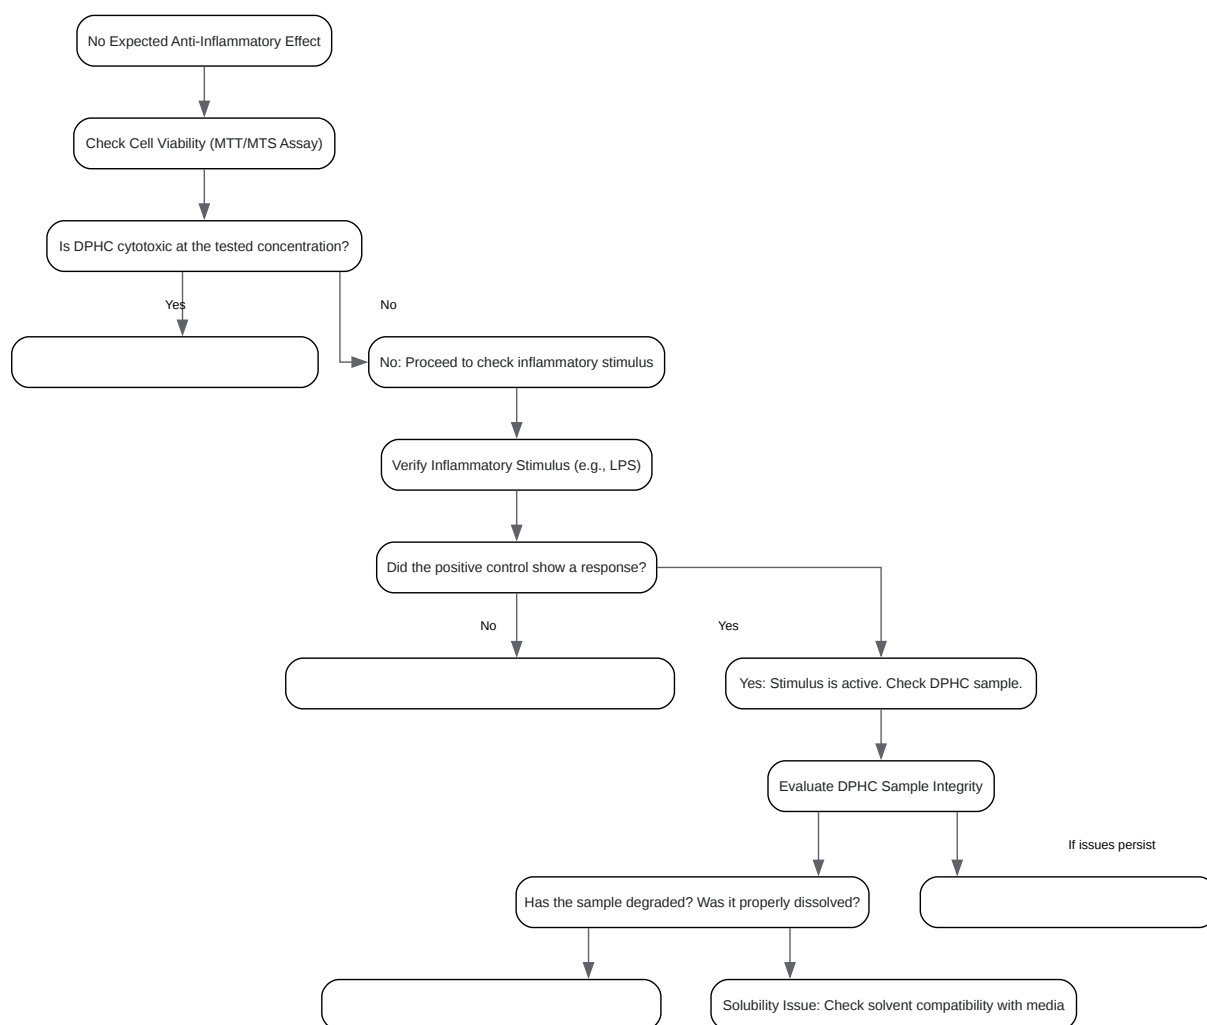 No Expected Anti-Inflammatory Effect
Check Cell Viability (MTT/MTS Assay)
Is DPHC cytotoxic at the tested concentration?
Yes
No
No: Proceed to check inflammatory stimulus
Verify Inflammatory Stimulus (e.g., LPS)
Did the positive control show a response?
No
Yes
Yes: Stimulus is active. Check DPHC sample.
Evaluate DPHC Sample Integrity
If issues persist
Has the sample degraded? Was it properly dissolved?
Solubility Issue: Check solvent compatibility with media